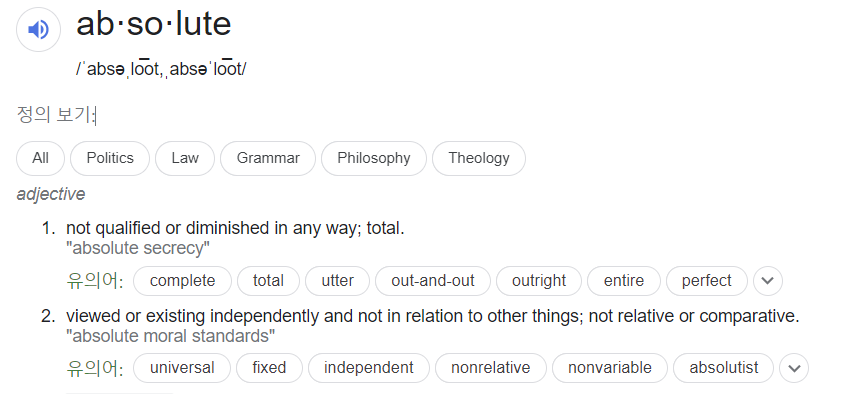 ab·so·lute
/ˈabsəˌlo͞ot,ˌabsəˈlo͞ot/
정의 보기:
All Politics Law Grammar Philosophy Theology
adjective
1. not qualified or diminished in any way; total.
"absolute secrecy"
유의어: complete total utter out-and-out outright entire perfect
2. viewed or existing independently and not in relation to other things; not relative or comparative.
"absolute moral standards"
유의어: universal fixed independent nonrelative nonvariable absolutist